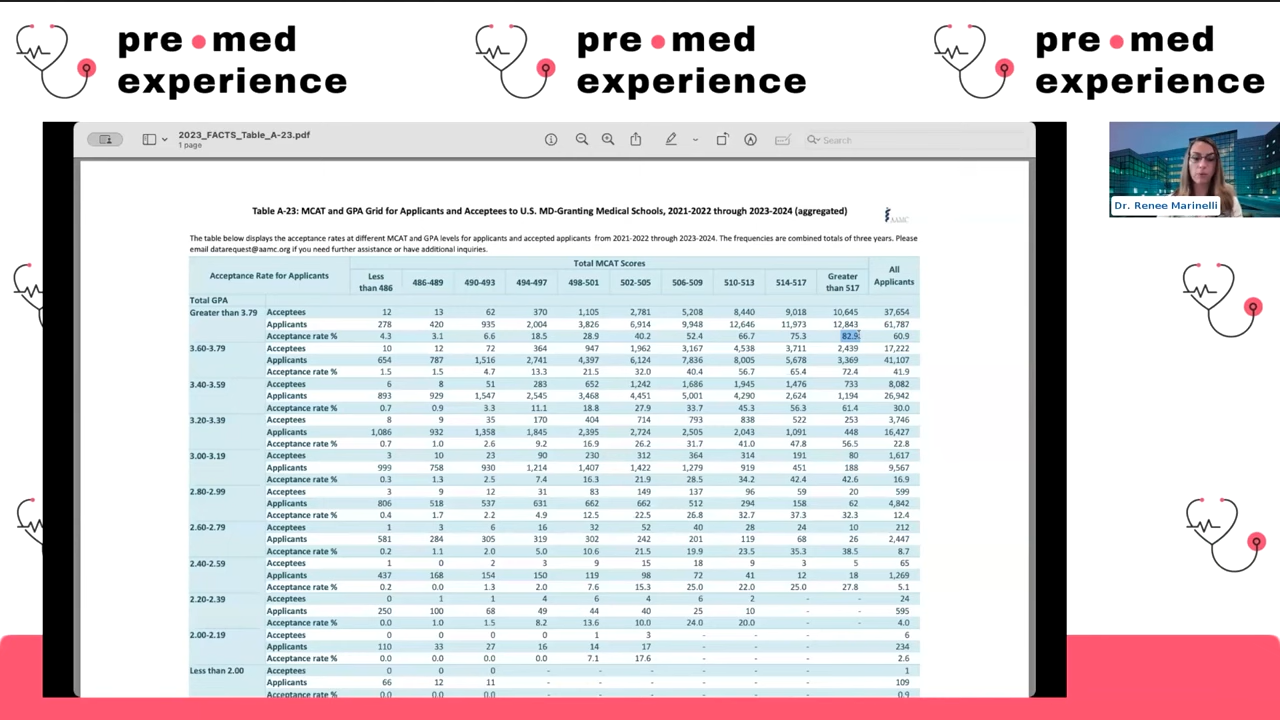 pre med
experience
pre med
experience
pre med
experience
2023_FACTS_Table_A-23.pdf
1 page
Search
Dr. Renee Marinelli
Table A-23: MCAT and GPA Grid for Applicants and Acceptees to U.S. MD-Granting Medical Schools, 2021-2022 through 2023-2024 (aggregated)
AAMC
The table below displays the acceptance rates at different MCAT and GPA levels for applicants and accepted applicants from 2021-2022 through 2023-2024. The frequencies are combined totals of three years. Please
email datarequest@aamc.org if you need further assistance or have additional inquiries.
Acceptance Rate for Applicants Total MCAT Scores
Less than 486 486-489 490-493 494-497 498-501 502-505 506-509 510-513 514-517 Greater than 517 All Applicants
Total GPA
Greater than 3.79 Acceptees 12 13 62 370 1,105 2,781 5,208 8,440 9,018 10,645 37,654
Applicants 278 420 935 2,004 3,826 6,914 9,948 12,646 11,973 12,843 61,787
Acceptance rate % 4.3 3.1 6.6 18.5 28.9 40.2 52.4 66.7 75.3 82.9 60.9
3.60-3.79 Acceptees 10 12 72 364 947 1,962 3,167 4,538 3,711 2,439 17,222
Applicants 654 787 1,516 2,741 4,397 6,124 7,836 8,005 5,678 3,369 41,107
Acceptance rate % 1.5 1.5 4.7 13.3 21.5 32.0 40.4 56.7 65.4 72.4 41.9
3.40-3.59 Acceptees 6 8 51 283 652 1,242 1,686 1,945 1,476 733 8,082
Applicants 893 929 1,547 2,545 3,468 4,451 5,001 4,290 2,624 1,194 26,942
Acceptance rate % 0.7 0.9 3.3 11.1 18.8 27.9 33.7 45.3 56.3 61.4 30.0
3.20-3.39 Acceptees 8 9 35 170 404 714 793 838 522 253 3,746
Applicants 1,086 932 1,358 1,845 2,395 2,724 2,505 2,043 1,091 448 16,427
Acceptance rate % 0.7 1.0 2.6 9.2 16.9 26.2 31.7 41.0 47.8 56.5 22.8
3.00-3.19 Acceptees 3 10 23 90 230 312 364 314 191 80 1,617
Applicants 999 758 930 1,214 1,407 1,422 1,279 919 451 188 9,567
Acceptance rate % 0.3 1.3 2.5 7.4 16.3 21.9 28.5 34.2 42.4 42.6 16.9
2.80-2.99 Acceptees 3 9 12 31 83 149 137 96 59 20 599
Applicants 806 518 537 631 662 662 512 294 158 62 4,842
Acceptance rate % 0.4 1.7 2.2 4.9 12.5 22.5 26.8 32.7 37.3 32.3 12.4
2.60-2.79 Acceptees 1 3 6 16 32 52 40 28 24 10 212
Applicants 581 284 305 319 302 242 201 119 68 26 2,447
Acceptance rate % 0.2 1.1 2.0 5.0 10.6 21.5 19.9 23.5 35.3 38.5 8.7
2.40-2.59 Acceptees 1 0 2 3 9 15 18 9 3 5 65
Applicants 437 168 154 150 119 98 72 41 12 18 1,269
Acceptance rate % 0.2 0.0 1.3 2.0 7.6 15.3 25.0 22.0 25.0 27.8 5.1
2.20-2.39 Acceptees 0 1 1 4 6 4 6 2 - - 24
Applicants 250 100 68 49 44 40 25 10 - - 595
Acceptance rate % 0.0 1.0 1.5 8.2 13.6 10.0 24.0 20.0 - - 4.0
2.00-2.19 Acceptees 0 0 0 0 1 3 - - - - 6
Applicants 110 33 27 16 14 17 - - - - 234
Acceptance rate % 0.0 0.0 0.0 0.0 7.1 17.6 - - - - 2.6
Less than 2.00 Acceptees 0 0 0 - - - - - - - 1
Applicants 66 12 11 - - - - - - - 109
Acceptance rate % 0.0 0.0 0.0 - - - - - - - 0.9